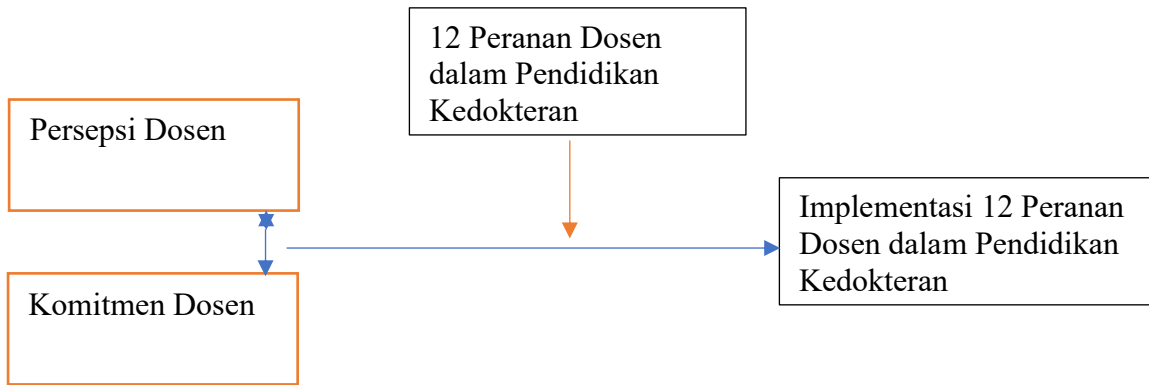 12 Peranan Dosen
dalam Pendidikan
Kedokteran
Persepsi Dosen
Implementasi 12 Peranan
Dosen dalam Pendidikan
Kedokteran
Komitmen Dosen